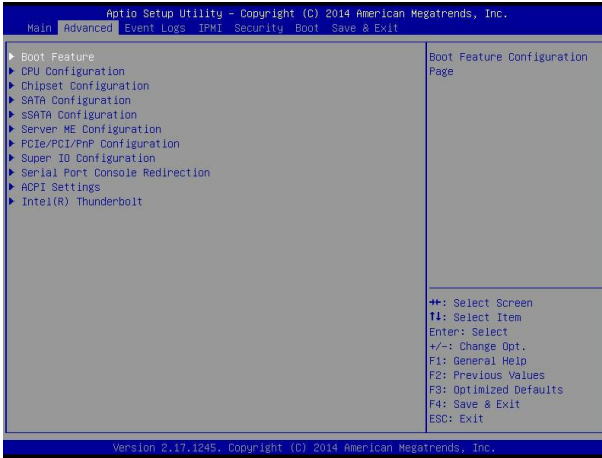 Aptio Setup Utility – Copyright (C) 2014 American Megatrends, Inc.
Main Advanced Event Logs IPMI Security Boot Save & Exit
Boot Feature
CPU Configuration
Chipset Configuration
SATA Configuration
sSATA Configuration
Server ME Configuration
PCIe/PCI/PnP Configuration
Super IO Configuration
Serial Port Console Redirection
ACPI Settings
Intel(R) Thunderbolt
Boot Feature Configuration
Page
→←: Select Screen
↑↓: Select Item
Enter: Select
+/-: Change Opt.
F1: General Help
F2: Previous Values
F3: Optimized Defaults
F4: Save & Exit
ESC: Exit
Version 2.17.1245. Copyright (C) 2014 American Megatrends, Inc.